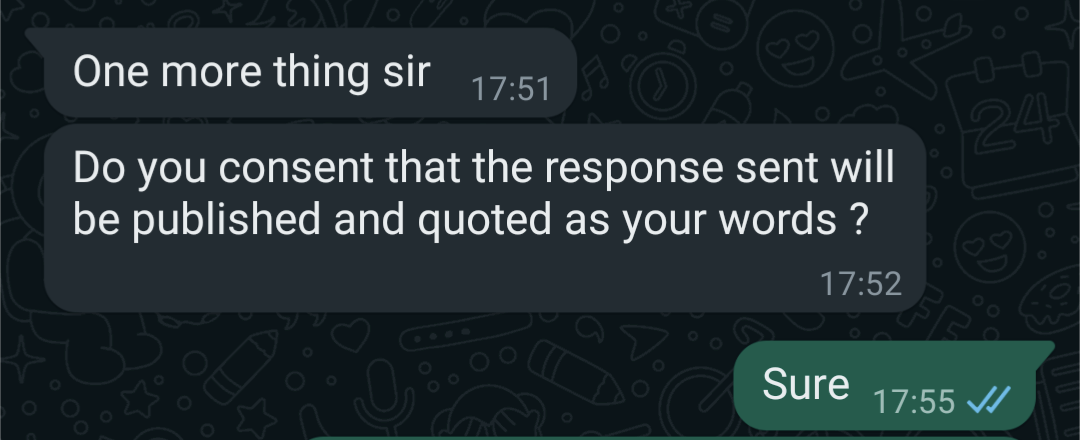 One more thing sir 17:51
Do you consent that the response sent will
be published and quoted as your words ?
17:52
Sure 17:55
24